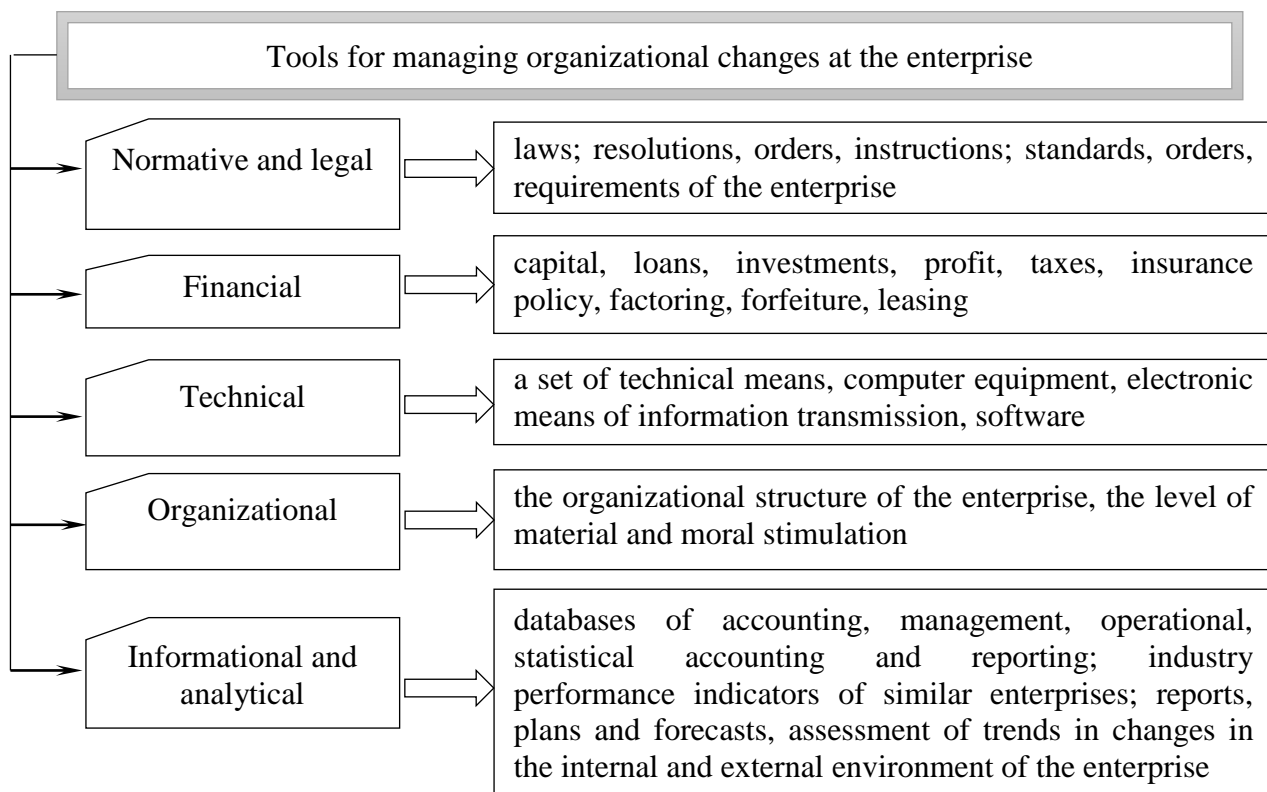 Tools for managing organizational changes at the enterprise
Normative and legal
laws; resolutions, orders, instructions; standards, orders,
requirements of the enterprise
Financial
capital, loans, investments, profit, taxes, insurance
policy, factoring, forfeiture, leasing
Technical
a set of technical means, computer equipment, electronic
means of information transmission, software
Organizational
the organizational structure of the enterprise, the level of
material and moral stimulation
Informational and
analytical
databases of accounting, management, operational,
statistical accounting and reporting; industry
performance indicators of similar enterprises; reports,
plans and forecasts, assessment of trends in changes in
the internal and external environment of the enterprise